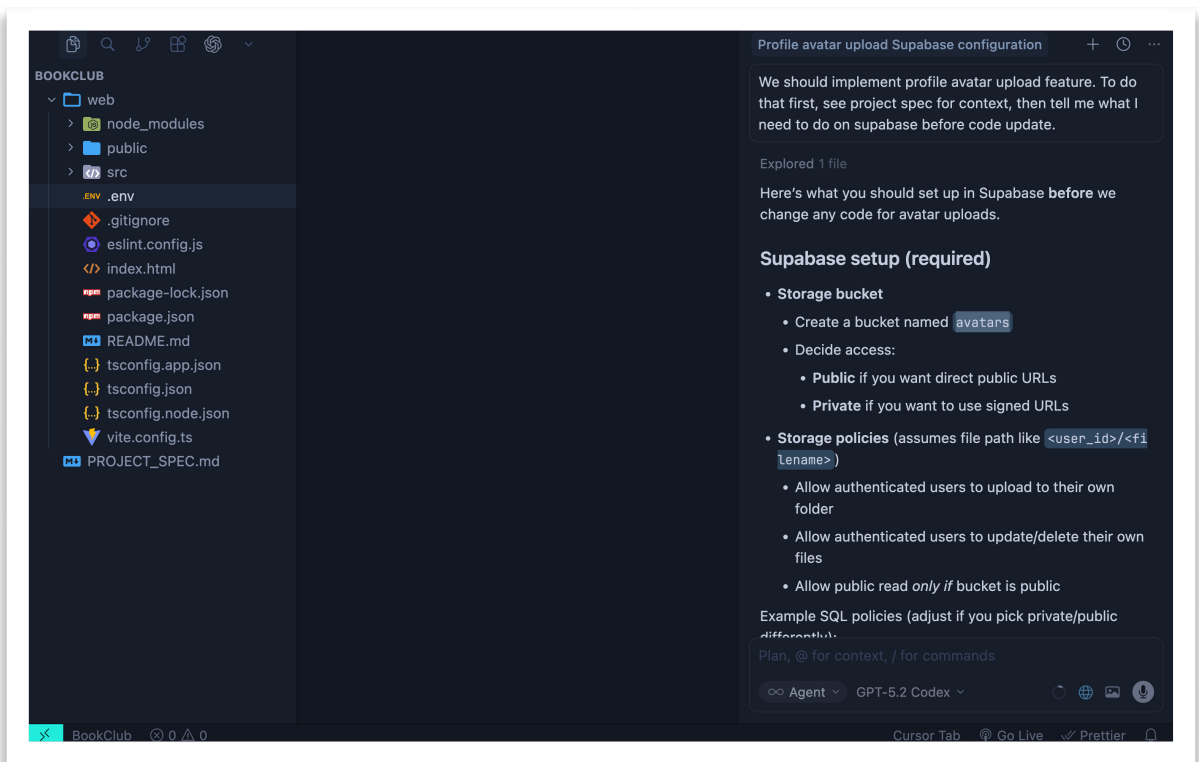 Profile avatar upload Supabase configuration
BOOKCLUB
web
node_modules
public
src
.ENV .env
.gitignore
eslint.config.js
index.html
npm package-lock.json
npm package.json
README.md
{..} tsconfig.app.json
{..} tsconfig.json
{..} tsconfig.node.json
vite.config.ts
PROJECT_SPEC.md
We should implement profile avatar upload feature. To do
that first, see project spec for context, then tell me what I
need to do on supabase before code update.
Explored 1 file
Here's what you should set up in Supabase before we
change any code for avatar uploads.
Supabase setup (required)
• Storage bucket
• Create a bucket named avatars
• Decide access:
• Public if you want direct public URLs
• Private if you want to use signed URLs
• Storage policies (assumes file path like <user_id>/<fi
lename>)
• Allow authenticated users to upload to their own
folder
• Allow authenticated users to update/delete their own
files
• Allow public read only if bucket is public
Example SQL policies (adjust if you pick private/public
differently):
Plan, @ for context, / for commands
Agent GPT-5.2 Codex
BookClub 0 0 Cursor Tab Go Live Prettier